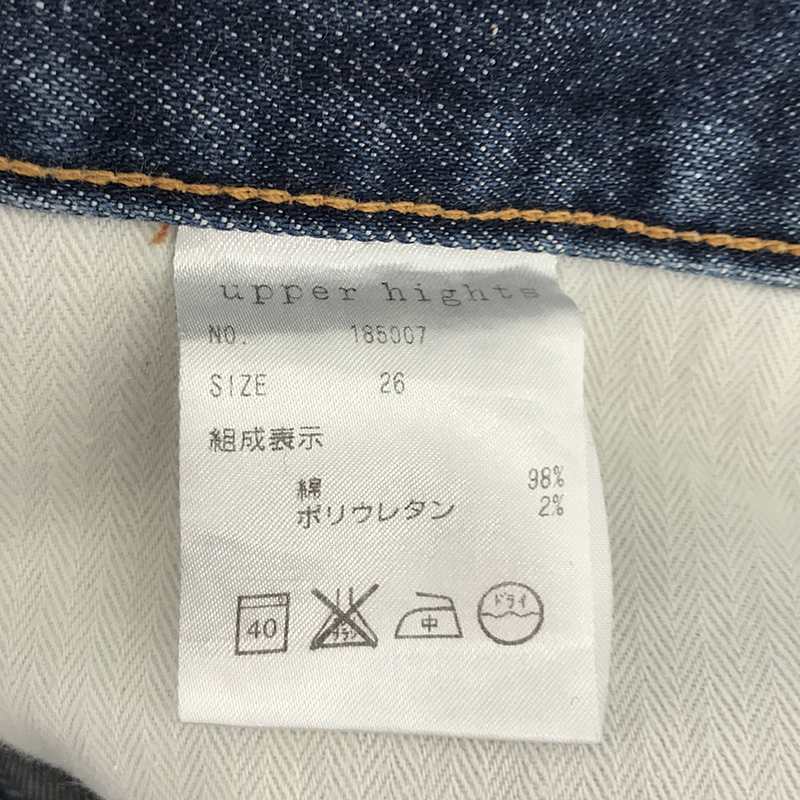 upper hights
NO. 185007
SIZE 26
組成表示
綿 98%
ポリウレタン 2%
40 中 ドライ